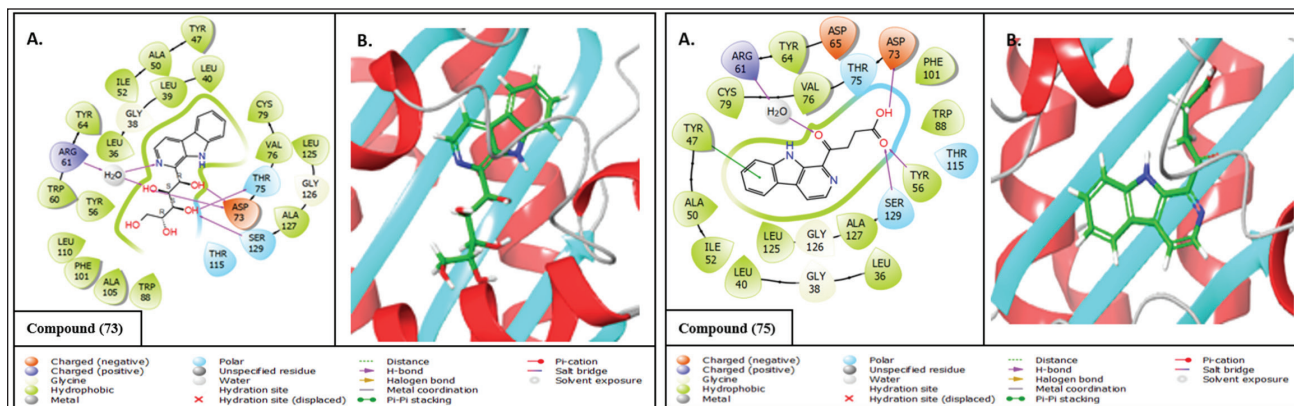 A.
B.
TYR
47
ALA
50
LEU
40
ILE
52
LEU
39
GLY
38
CYS
79
TYR
64
LEU
36
VAL
76
LEU
125
ARG
61
H₂O
N
N
H
THR
75
GLY
126
TRP
60
TYR
56
OH
R
OH
S
OH
S
R
HO
OH
OH
ASP
73
ALA
127
SER
129
LEU
110
THR
115
PHE
101
ALA
105
TRP
88
Compound (73)
Charged (negative)
Charged (positive)
Glycine
Hydrophobic
Metal
Polar
Unspecified residue
Water
Hydration site
Hydration site (displaced)
Distance
H-bond
Halogen bond
Metal coordination
Pi-Pi stacking
Pi-cation
Salt bridge
Solvent exposure
A.
B.
ASP
65
ASP
73
TYR
64
ARG
61
THR
75
PHE
101
CYS
79
VAL
76
H₂O
OH
TRP
88
TYR
47
O
O
H
N
N
THR
115
TYR
56
SER
129
ALA
50
ALA
127
LEU
125
GLY
126
ILE
52
LEU
36
LEU
40
GLY
38
Compound (75)
Charged (negative)
Charged (positive)
Glycine
Hydrophobic
Metal
Polar
Unspecified residue
Water
Hydration site
Hydration site (displaced)
Distance
H-bond
Halogen bond
Metal coordination
Pi-Pi stacking
Pi-cation
Salt bridge
Solvent exposure